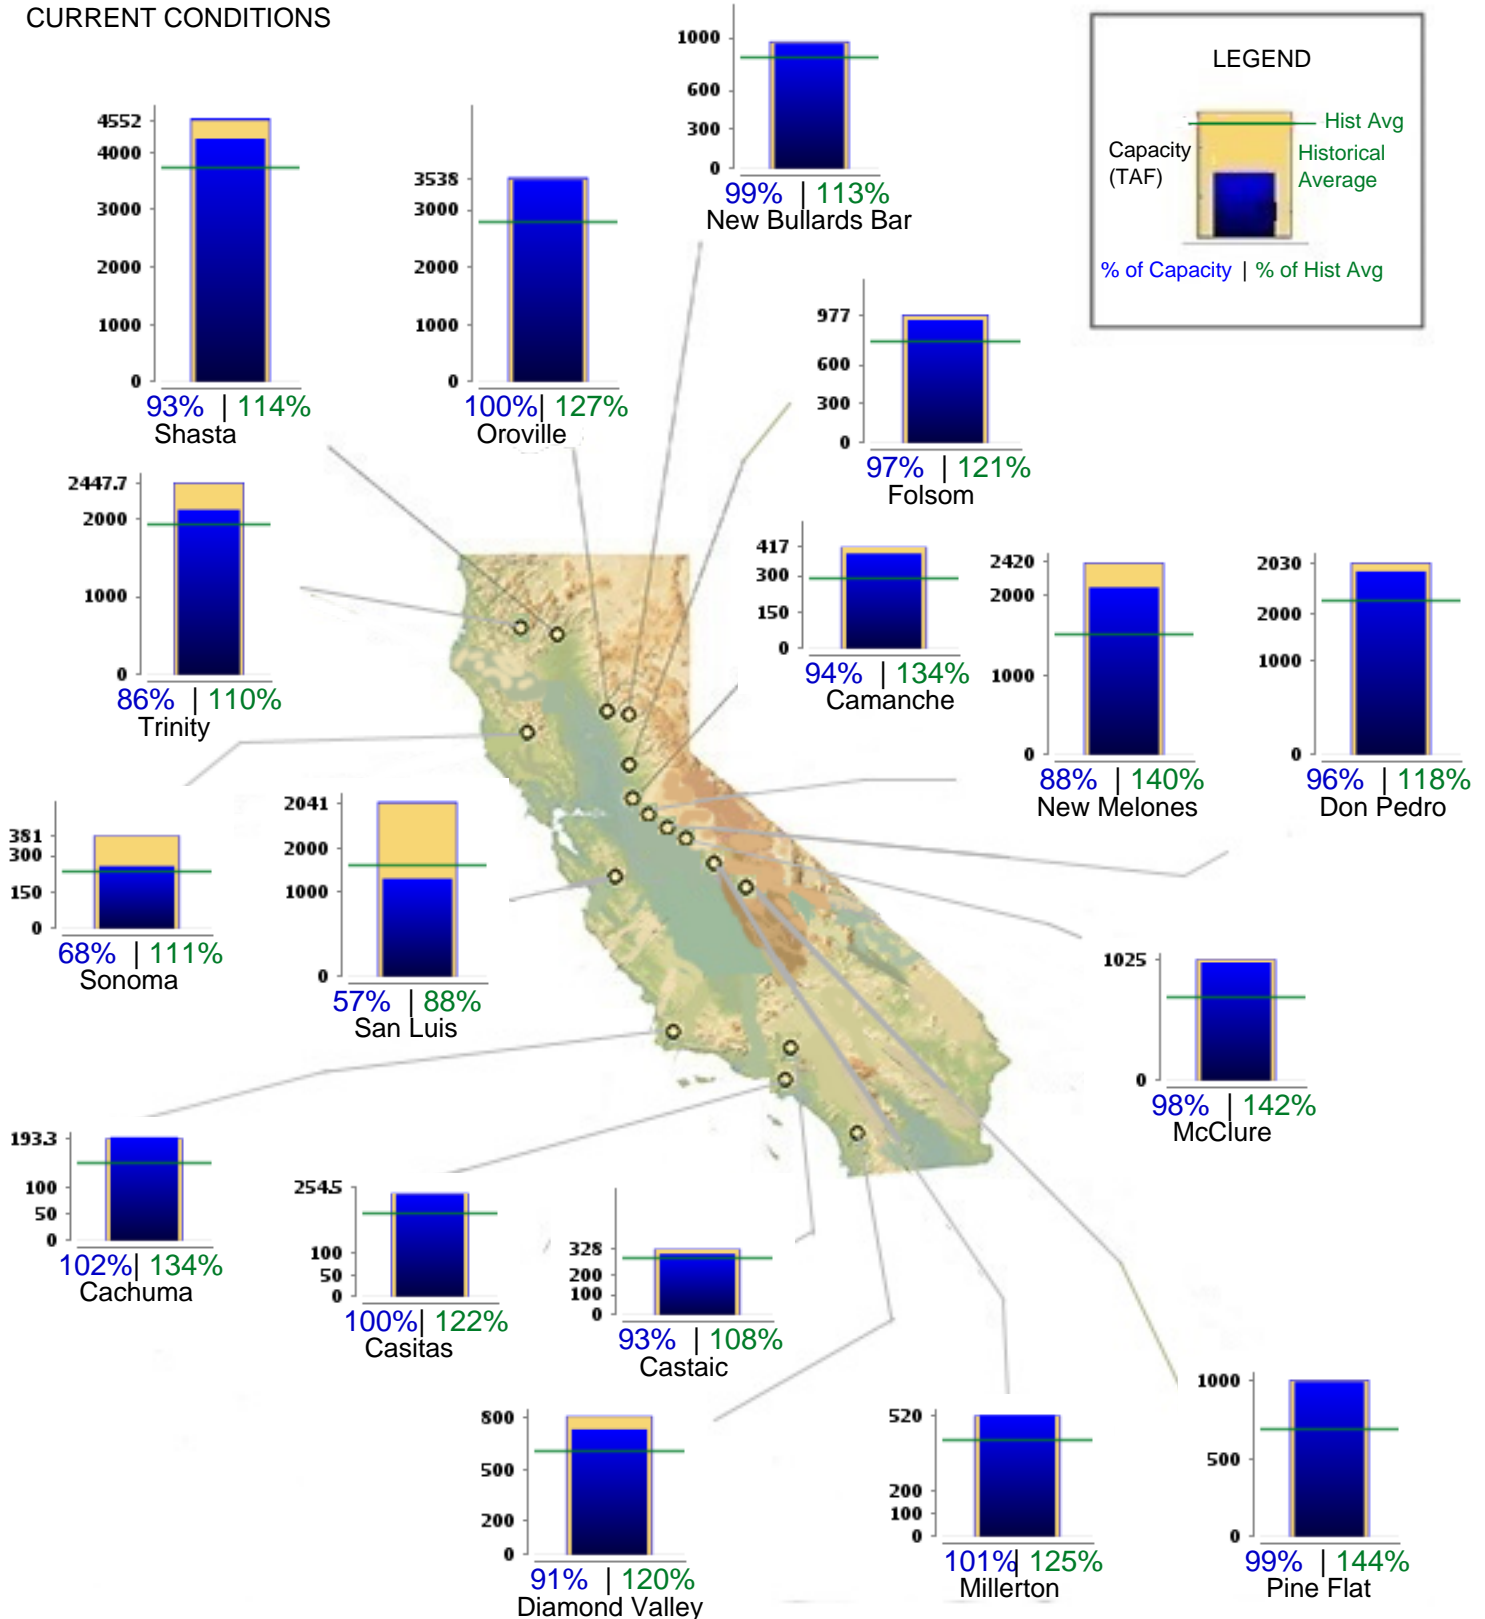 CURRENT CONDITIONS
LEGEND
Hist Avg
Capacity
(TAF)
Historical
Average
% of Capacity | % of Hist Avg
1000
600
300
0
99% | 113%
New Bullards Bar
4552
4000
3000
2000
1000
0
93% | 114%
Shasta
3538
3000
2000
1000
0
100%| 127%
Oroville
977
600
300
0
97% | 121%
Folsom
2447.7
2000
1000
0
86% | 110%
Trinity
417
300
150
0
94% | 134%
Camanche
2420
2000
1000
0
88% | 140%
New Melones
2030
2000
1000
0
96% | 118%
Don Pedro
381
300
150
0
68% | 111%
Sonoma
2041
2000
1000
0
57% | 88%
San Luis
1025
0
98% | 142%
McClure
193.3
100
50
0
102%| 134%
Cachuma
254.5
100
50
0
100%| 122%
Casitas
328
200
100
0
93% | 108%
Castaic
800
500
200
0
91% | 120%
Diamond Valley
520
200
100
0
101%| 125%
Millerton
1000
500
0
99% | 144%
Pine Flat